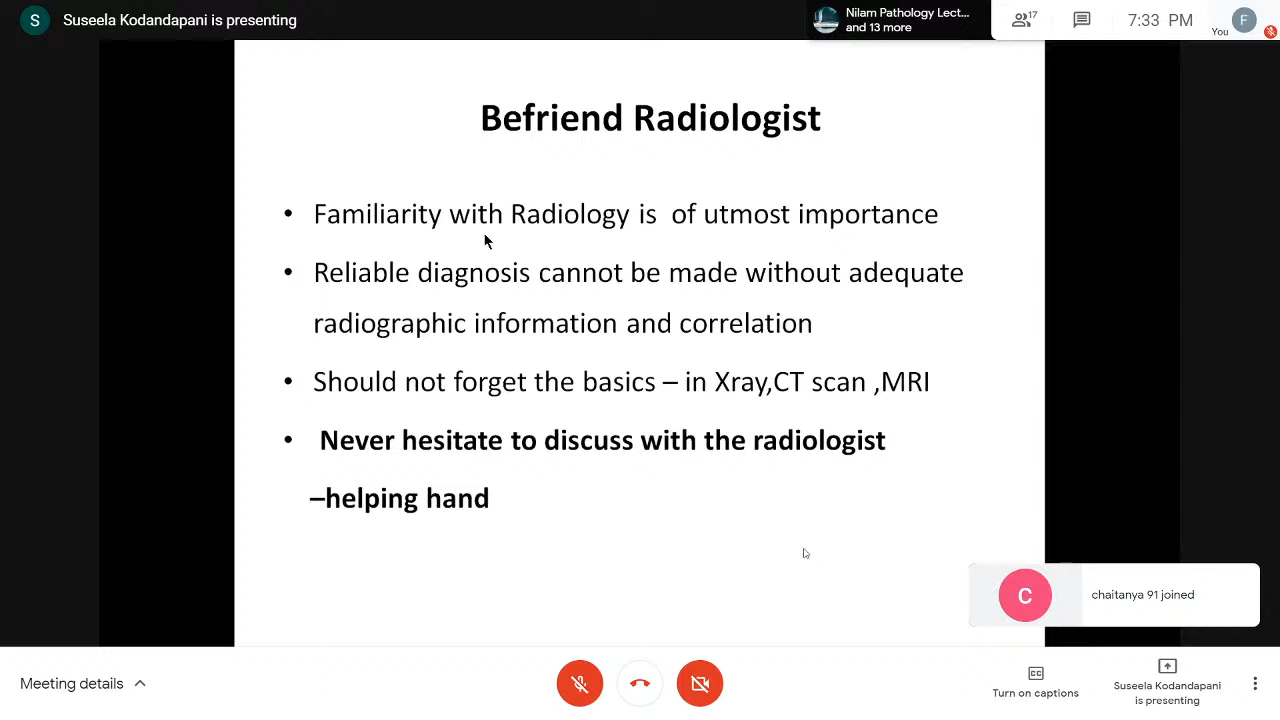 S Suseela Kodandapani is presenting
Nilam Pathology Lect...
and 13 more
17
7:33 PM
You
F
Befriend Radiologist
• Familiarity with Radiology is of utmost importance
• Reliable diagnosis cannot be made without adequate
radiographic information and correlation
• Should not forget the basics – in Xray,CT scan ,MRI
• Never hesitate to discuss with the radiologist
–helping hand
C chaitanya 91 joined
Meeting details
CC
Turn on captions
Suseela Kodandapani
is presenting